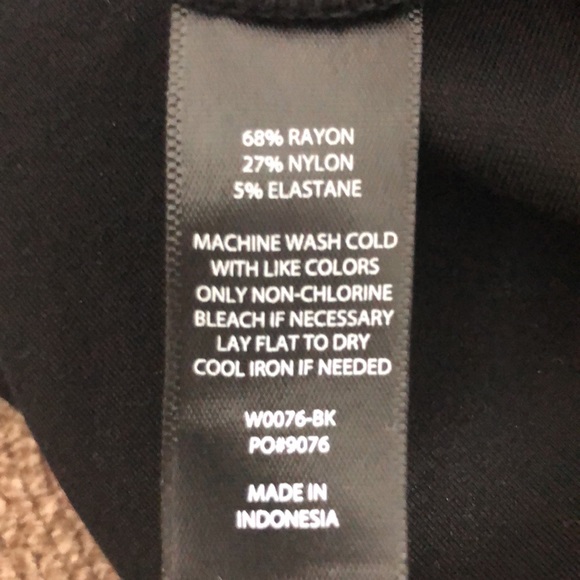 68% RAYON
27% NYLON
5% ELASTANE
MACHINE WASH COLD
WITH LIKE COLORS
ONLY NON-CHLORINE
BLEACH IF NECESSARY
LAY FLAT TO DRY
COOL IRON IF NEEDED
W0076-BK
PO#9076
MADE IN
INDONESIA